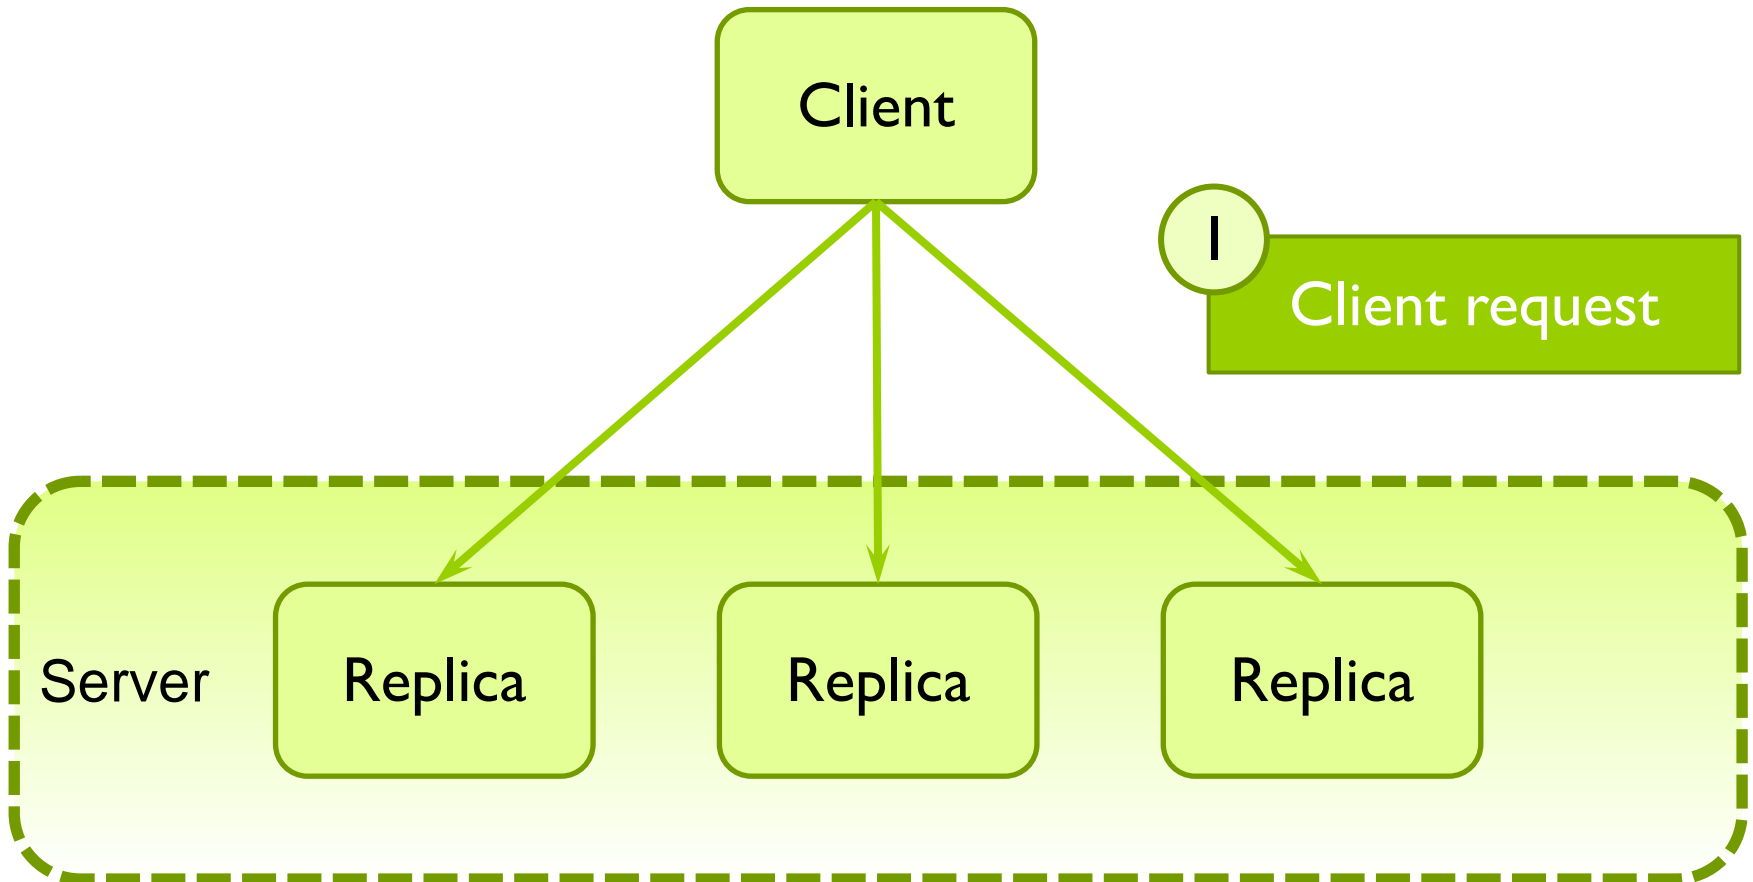 Client
1
Client request
Server
Replica
Replica
Replica